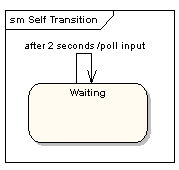 sm Self Transition
after 2 seconds /poll input
Waiting